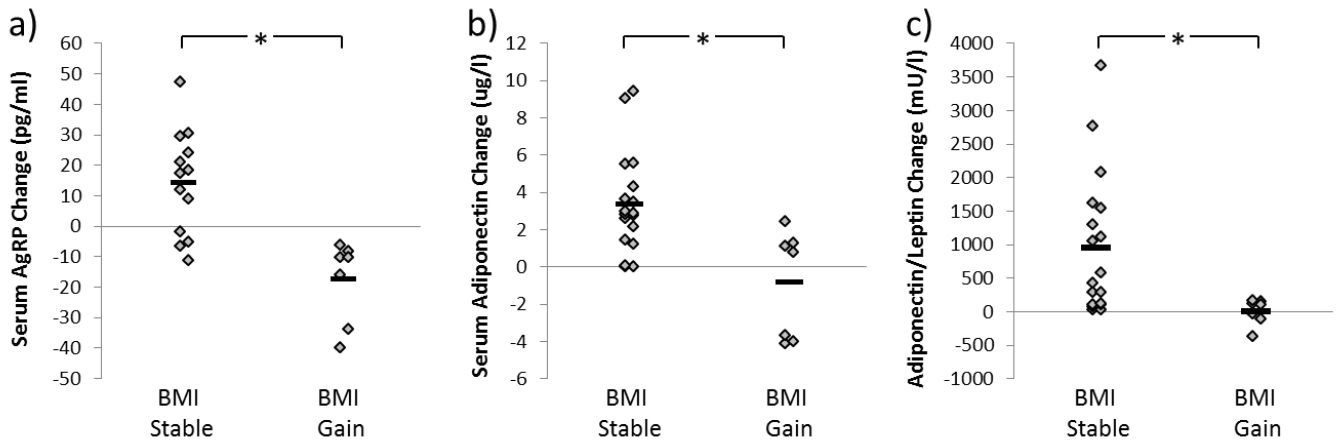 a)
Serum AgRP Change (pg/ml)
60
50
40
30
20
10
0
-10
-20
-30
-40
-50
*
BMI
Stable
BMI
Gain
b)
Serum Adiponectin Change (ug/l)
12
10
8
6
4
2
0
-2
-4
-6
*
BMI
Stable
BMI
Gain
c)
Adiponectin/Leptin Change (mU/l)
4000
3500
3000
2500
2000
1500
1000
500
0
-500
-1000
*
BMI
Stable
BMI
Gain